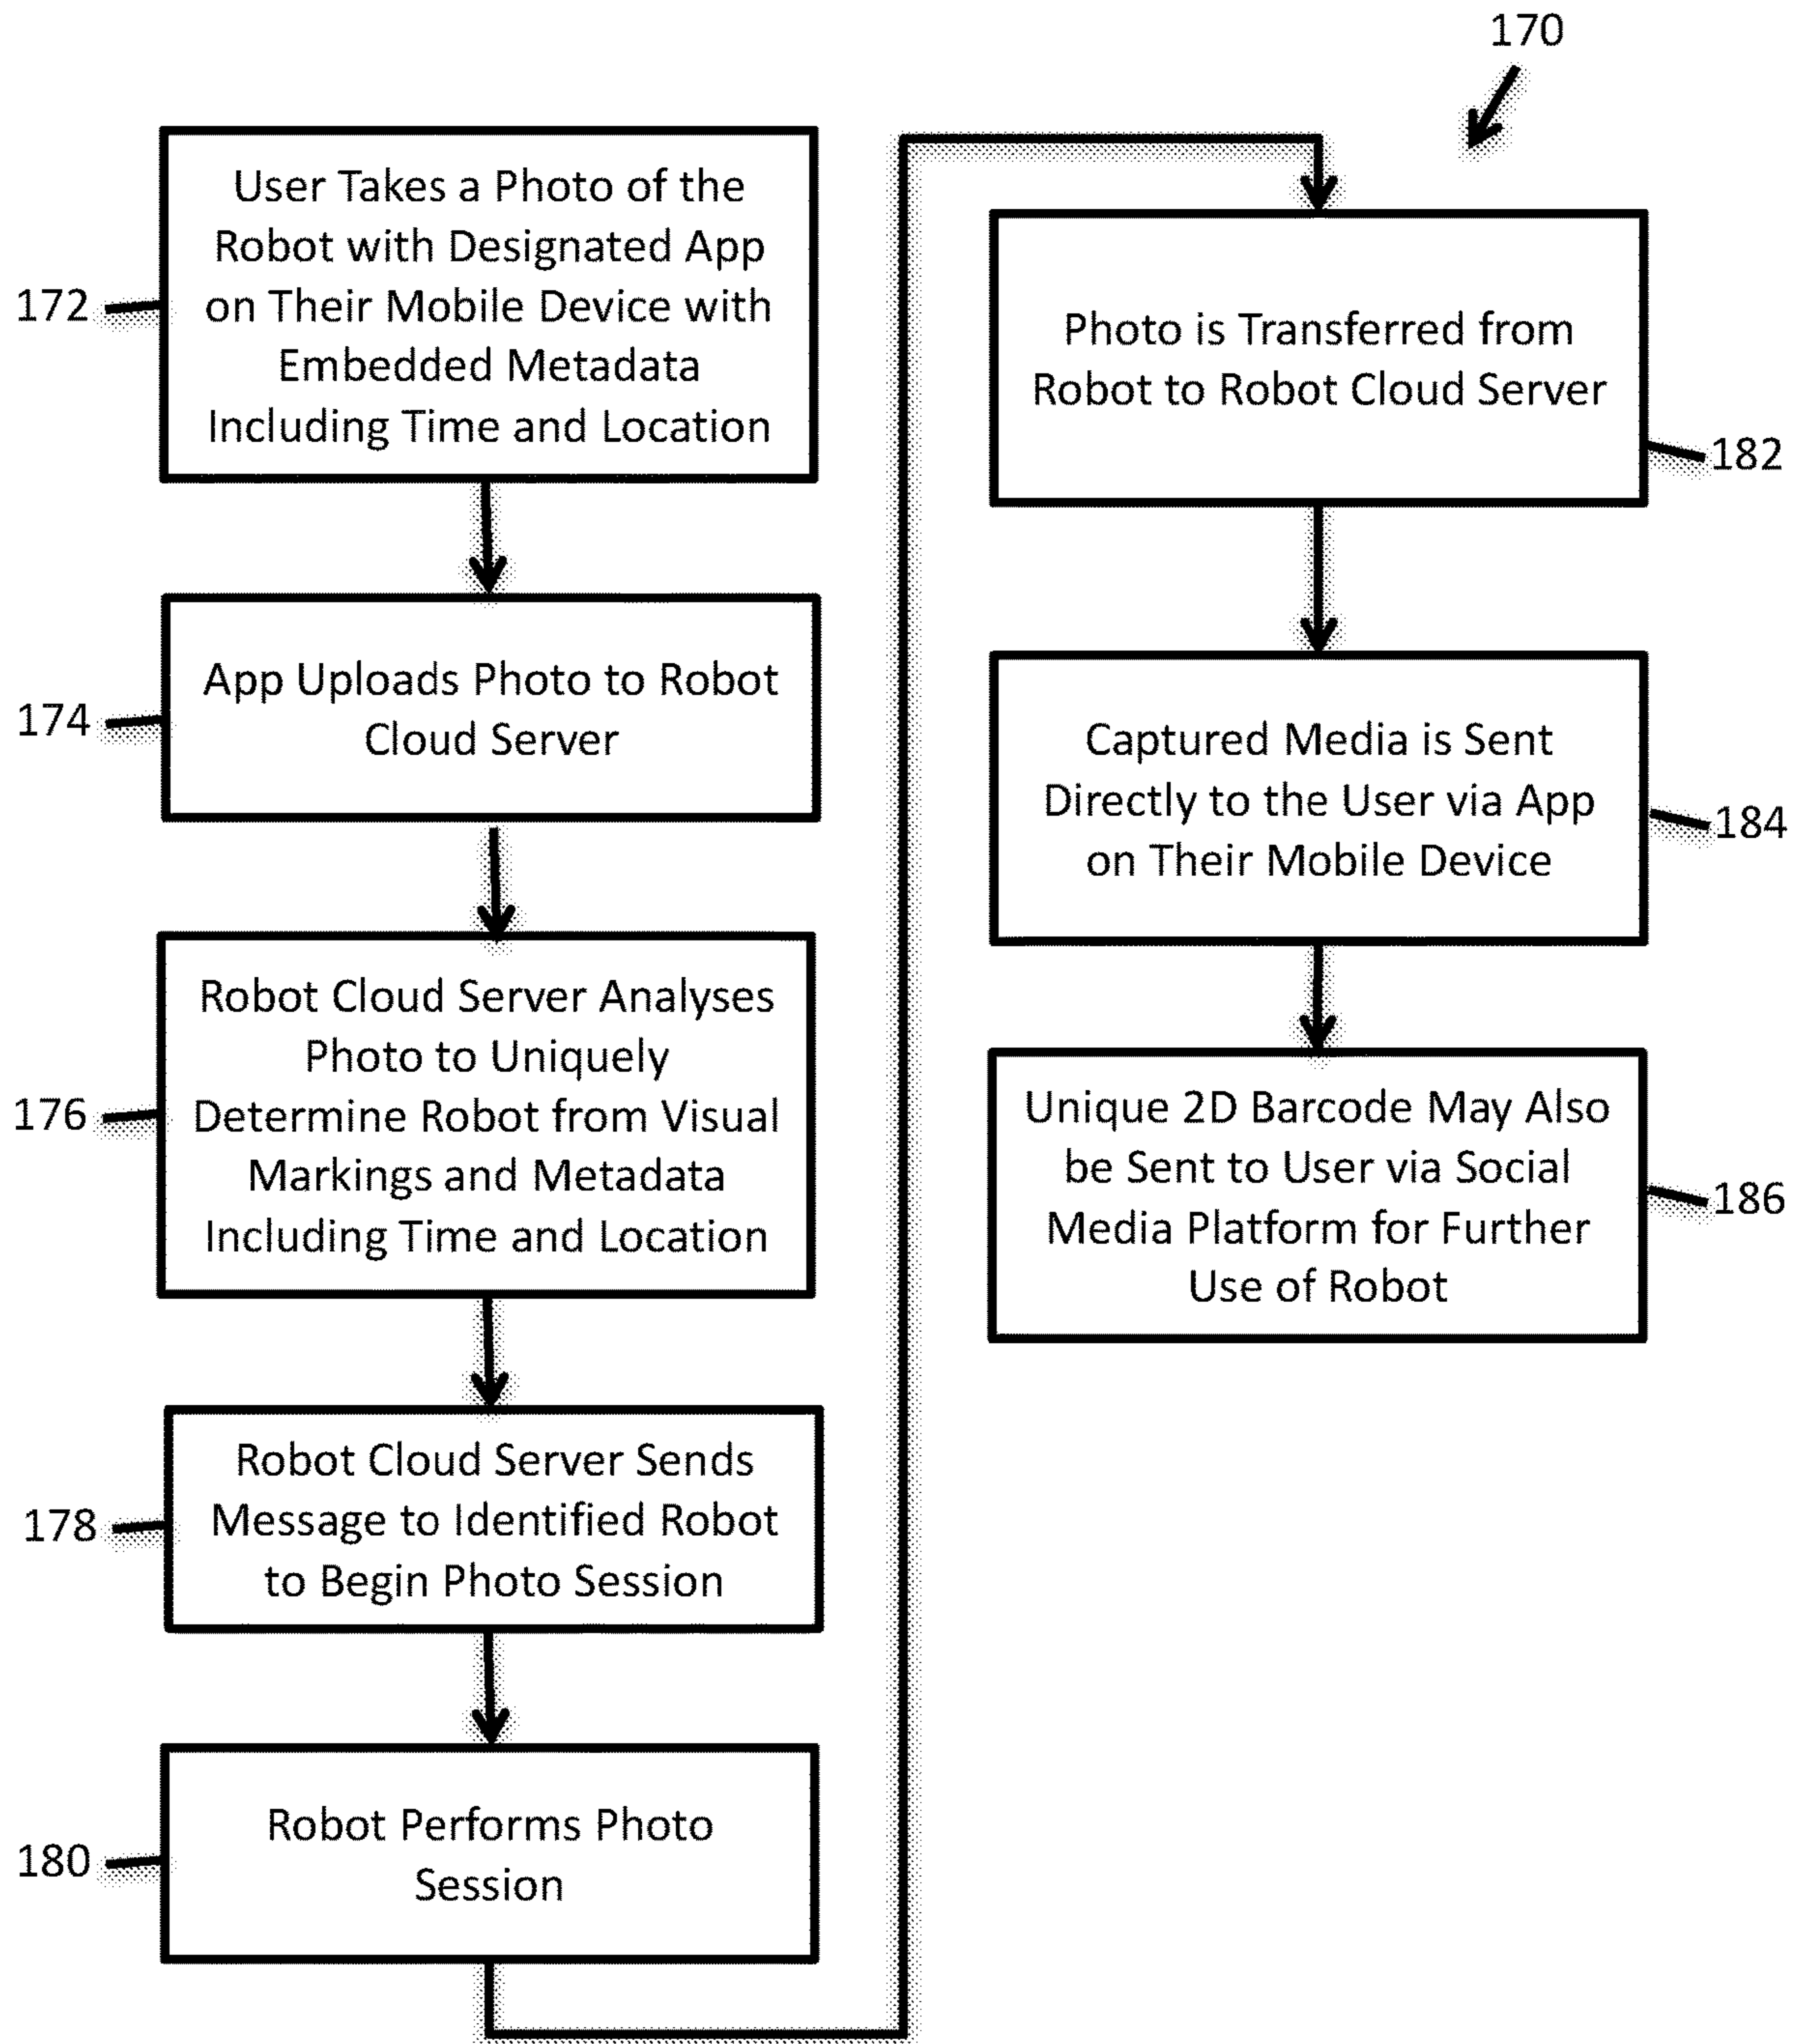 170
User Takes a Photo of the
Robot with Designated App
on Their Mobile Device with
Embedded Metadata
Including Time and Location
172
App Uploads Photo to Robot
Cloud Server
174
Robot Cloud Server Analyses
Photo to Uniquely
Determine Robot from Visual
Markings and Metadata
Including Time and Location
176
Robot Cloud Server Sends
Message to Identified Robot
to Begin Photo Session
178
Robot Performs Photo
Session
180
Photo is Transferred from
Robot to Robot Cloud Server
182
Captured Media is Sent
Directly to the User via App
on Their Mobile Device
184
Unique 2D Barcode May Also
be Sent to User via Social
Media Platform for Further
Use of Robot
186